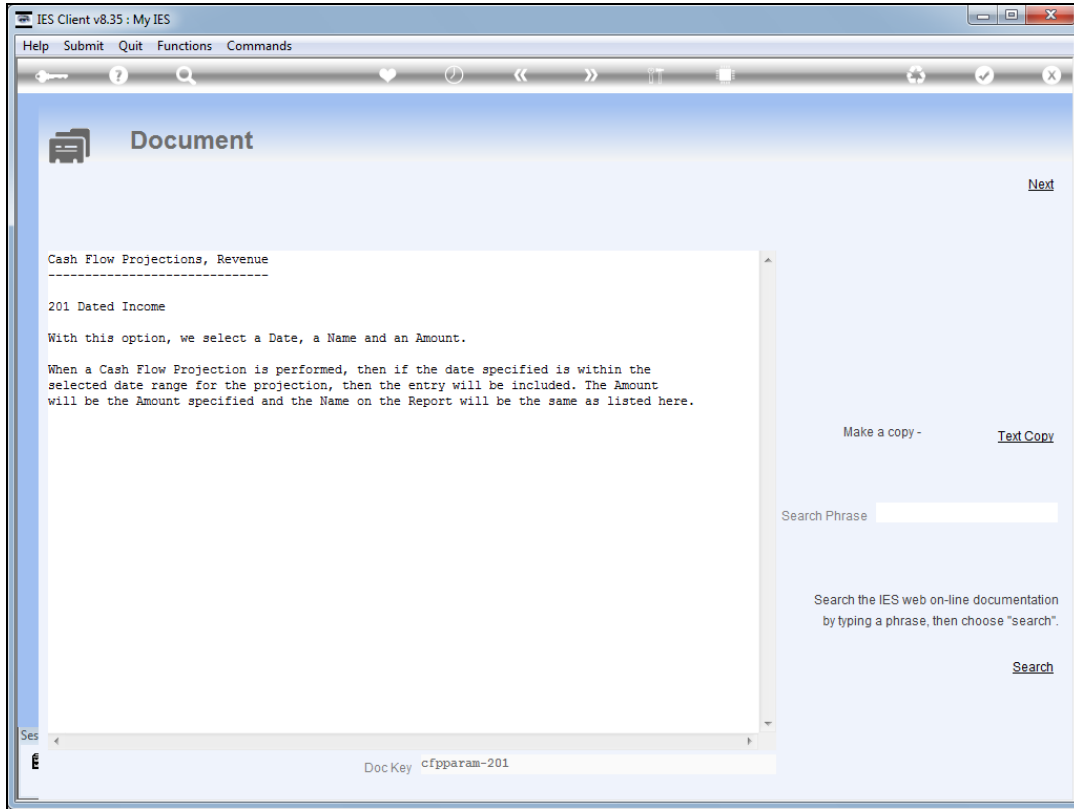 IES Client v8.35 : My IES
Help Submit Quit Functions Commands
Document
Next
Cash Flow Projections, Revenue
------------------------------
201 Dated Income
With this option, we select a Date, a Name and an Amount.
When a Cash Flow Projection is performed, then if the date specified is within the
selected date range for the projection, then the entry will be included. The Amount
will be the Amount specified and the Name on the Report will be the same as listed here.
Make a copy -
Text Copy
Search Phrase
Search the IES web on-line documentation
by typing a phrase, then choose "search".
Search
Ses
Doc Key cfpparam-201